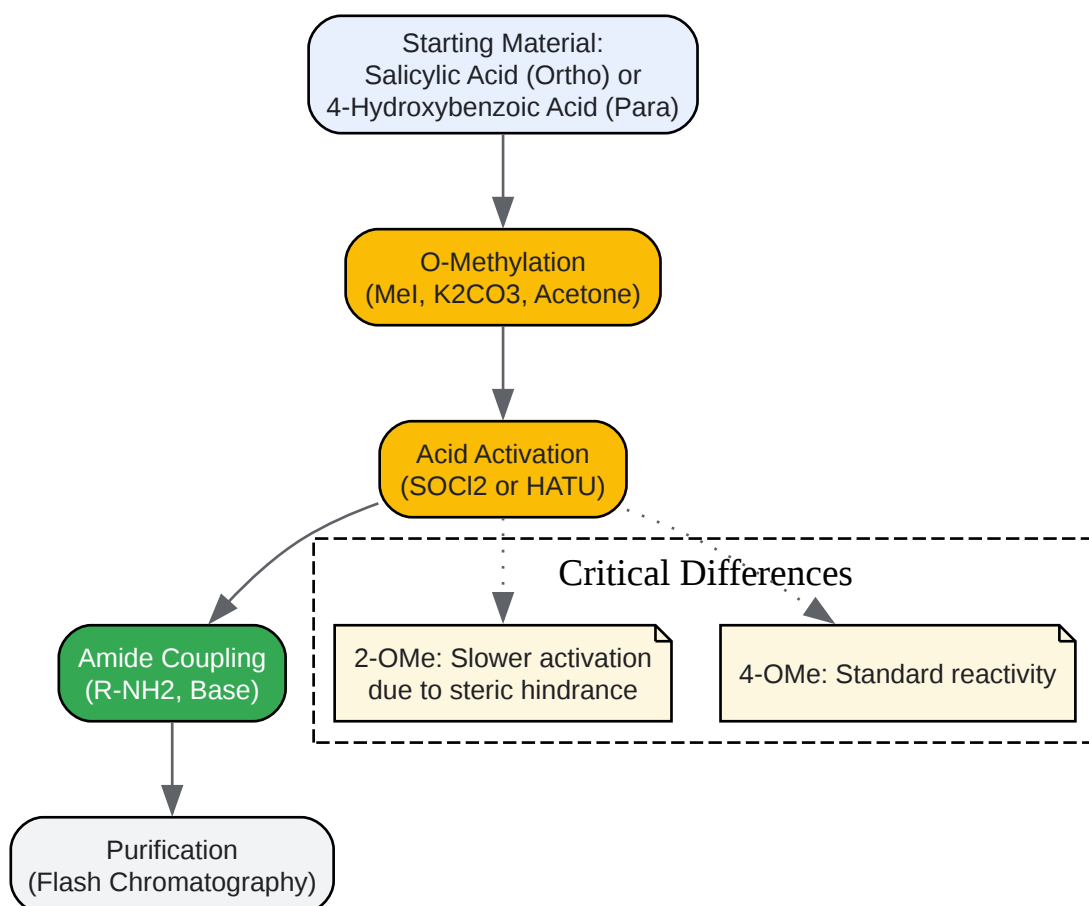 Starting Material:
Salicylic Acid (Ortho) or
4-Hydroxybenzoic Acid (Para)
O-Methylation
(MeI, K2CO3, Acetone)
Acid Activation
(SOCl2 or HATU)
Critical Differences
Amide Coupling
(R-NH2, Base)
2-OMe: Slower activation
due to steric hindrance
4-OMe: Standard reactivity
Purification
(Flash Chromatography)